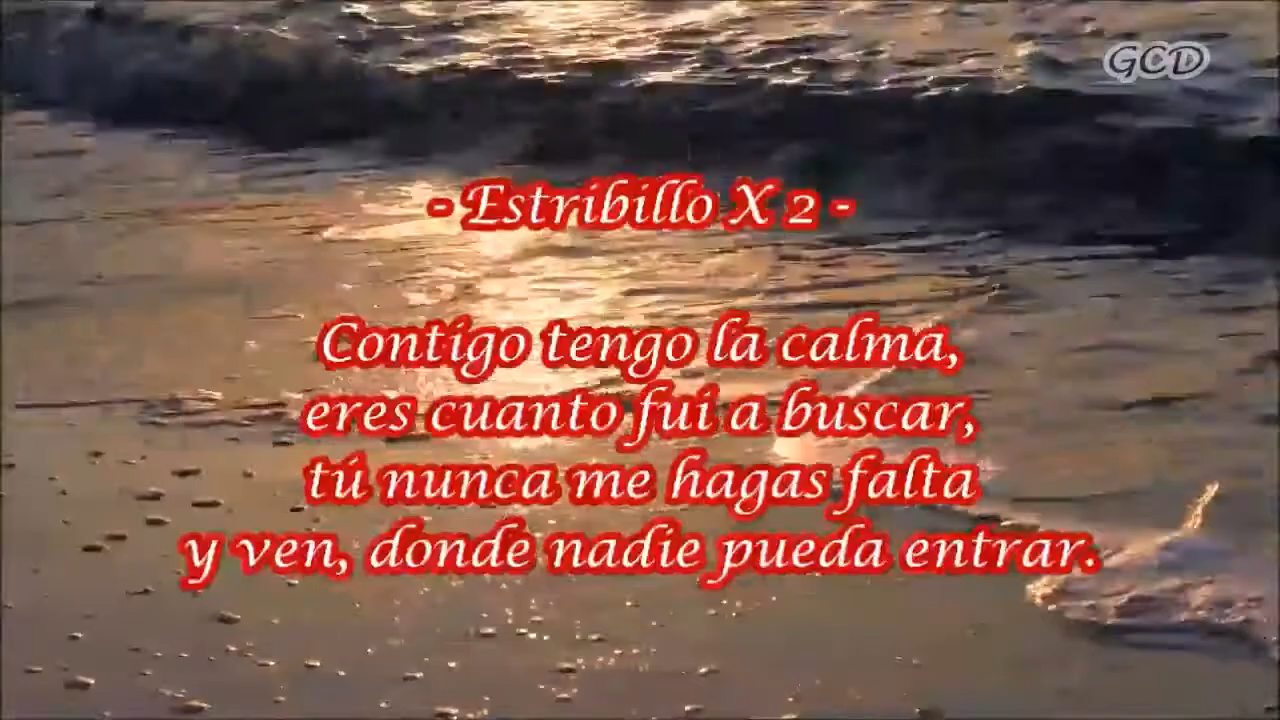 GCD
- Estribillo X 2 -
Contigo tengo la calma,
eres cuanto fui a buscar,
tú nunca me hagas falta
y ven, donde nadie pueda entrar.